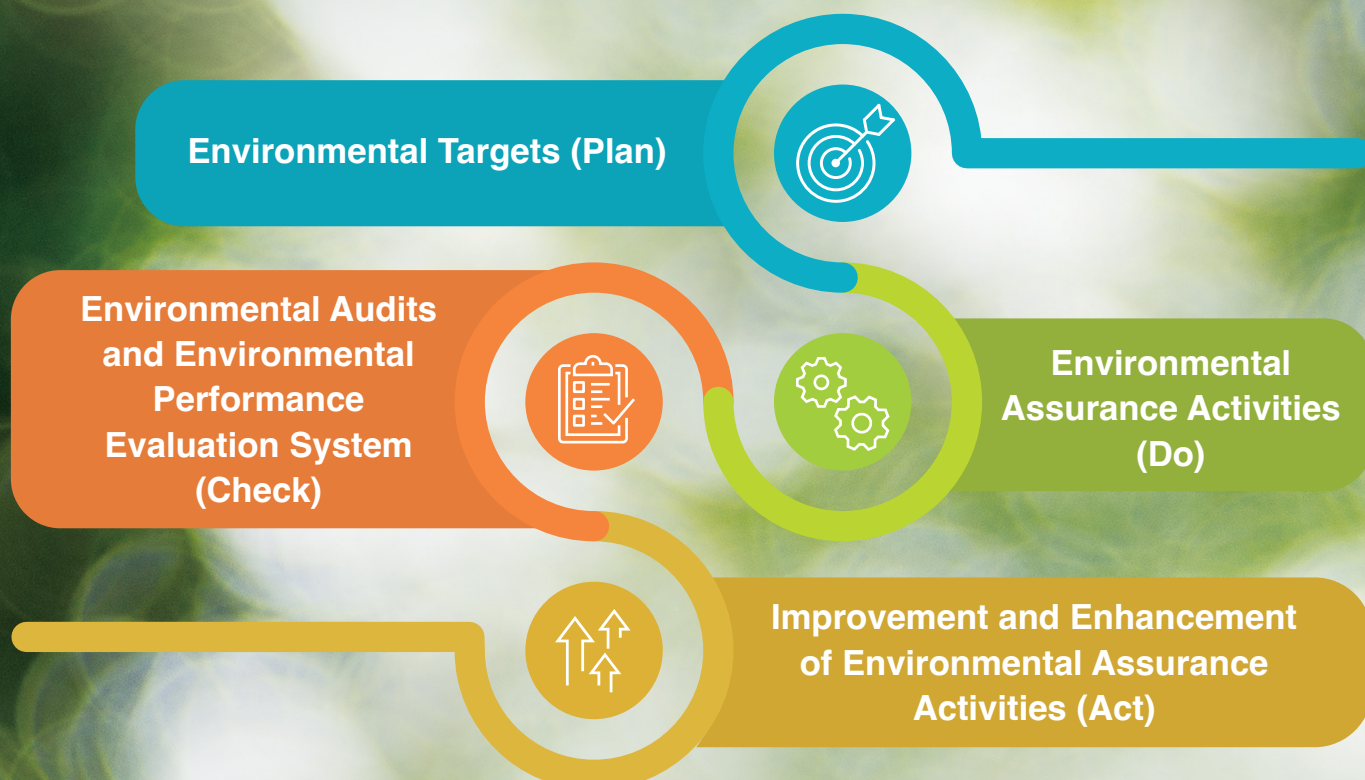 Environmental Targets (Plan)
Environmental
Assurance Activities
(Do)
Environmental Audits
and Environmental
Performance
Evaluation System
(Check)
Improvement and Enhancement
of Environmental Assurance
Activities (Act)